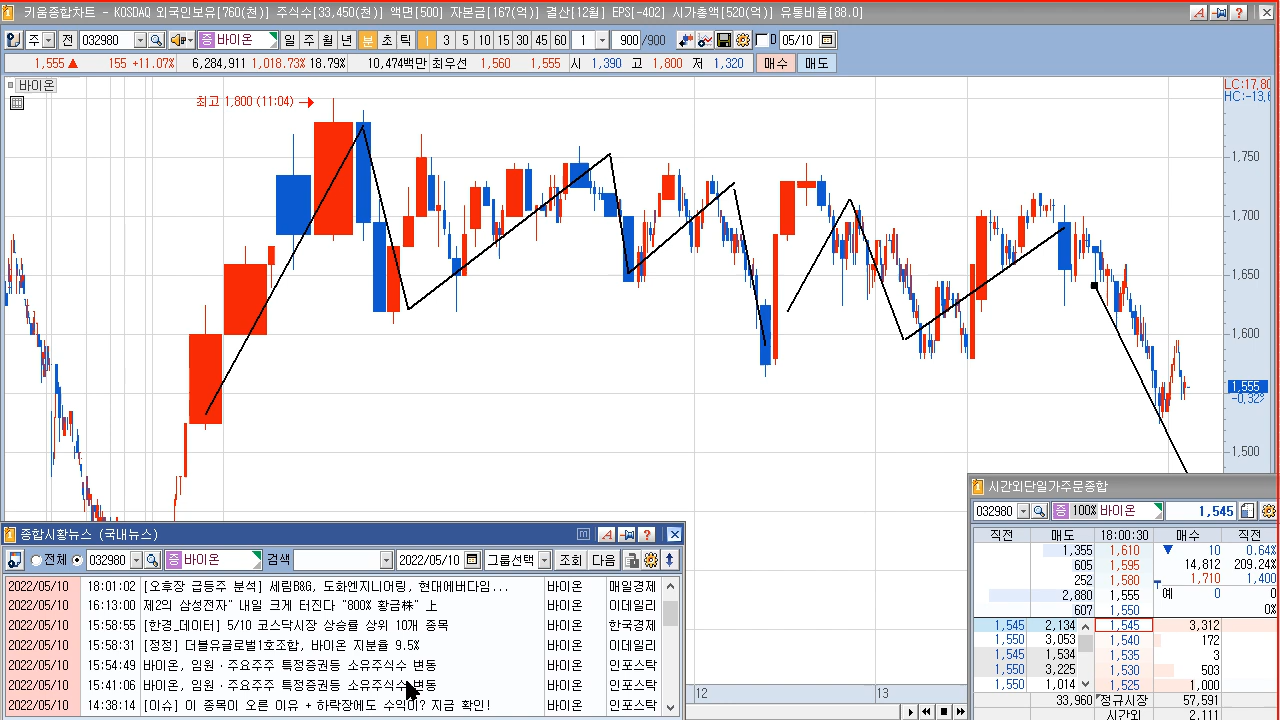 키움종합차트 - KOSDAQ 외국인보유[760(천)] 주식수[33,450(천)] 액면[500] 자본금[167(억)] 결산[12월] EPS[-402] 시가총액[520(억)] 유통비율[88.0]
주 전 032980 증 바이온 일 주 월 년 분 초 틱 1 3 5 10 15 30 45 60 1 900 /900 D 05/10
1,555 ▲ 155 +11.07% 6,284,911 1,018.73% 18.79% 10,474백만 최우선 1,560 1,555 시 1,390 고 1,800 저 1,320 매수 매도
바이온
LC:17,80
HC:-13,6
최고 1,800 (11:04) →
1,750
1,700
1,650
1,600
1,555
-0,32%
1,500
12 13
종합시황뉴스 (국내뉴스)
전체 032980 증 바이온 검색 2022/05/10 그룹선택 조회 다음
2022/05/10 18:01:02 [오후장 급등주 분석] 세림B&G, 도화엔지니어링, 현대에버다임... 바이온 매일경제
2022/05/10 16:13:00 제2의 삼성전자" 내일 크게 터진다 "800% 황금株" 上 바이온 이데일리
2022/05/10 15:58:55 [한경_데이터] 5/10 코스닥시장 상승률 상위 10개 종목 바이온 한국경제
2022/05/10 15:58:31 [정정] 더블유글로벌1호조합, 바이온 지분율 9.5% 바이온 이데일리
2022/05/10 15:54:49 바이온, 임원·주요주주 특정증권등 소유주식수 변동 바이온 인포스탁
2022/05/10 15:41:06 바이온, 임원·주요주주 특정증권등 소유주식수 변동 바이온 인포스탁
2022/05/10 14:38:14 [이슈] 이 종목이 오른 이유 + 하락장에도 수익이? 지금 확인! 바이온 인포스탁
시간외단일가주문종합
032980 증 100% 바이온 1,545
직전 매도 18:00:30 매수 직전
1,355 1,610 ▼ 10 0.64%
605 1,595 14,812 209.24%
252 1,580 1,710 1,400
2,880 1,555 예 0 0
607 1,550 0%
1,545 2,134 1,545 3,312
1,550 3,053 1,540 172
1,545 1,534 1,535 3
1,550 3,225 1,530 503
1,550 1,014 1,525 1,000
33,960 정규시장 57,591
시간외 2,111